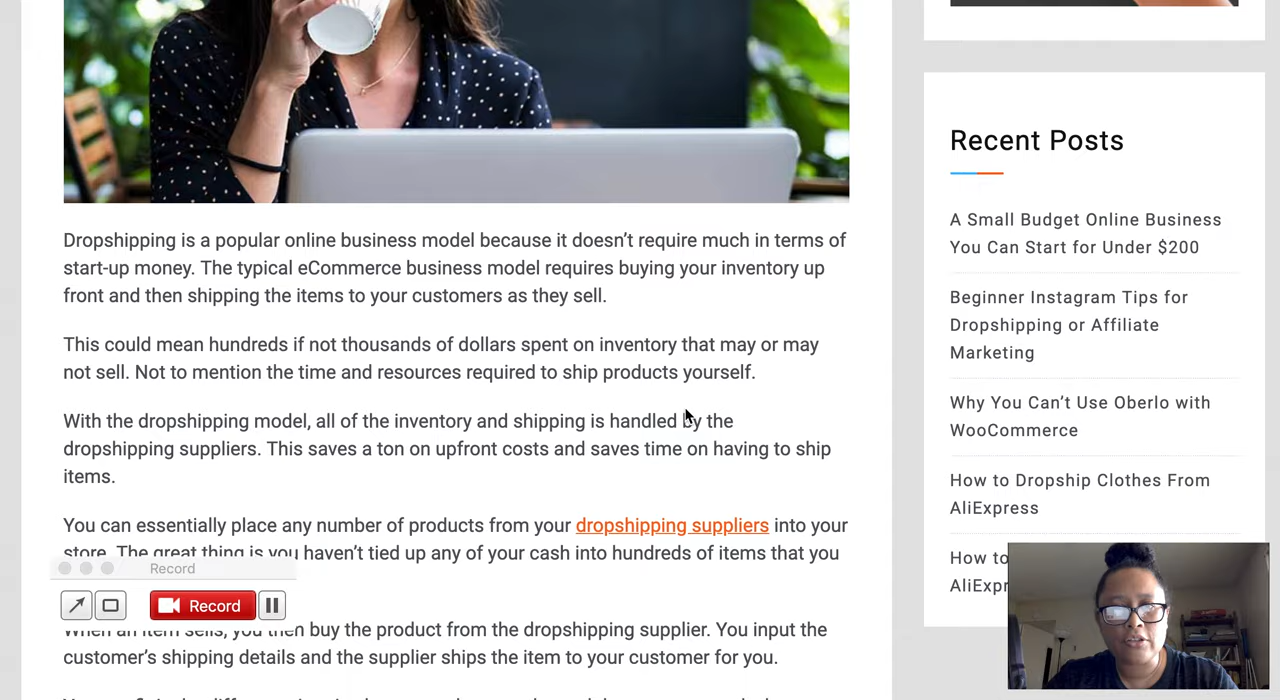 Dropshipping is a popular online business model because it doesn’t require much in terms of
start-up money. The typical eCommerce business model requires buying your inventory up
front and then shipping the items to your customers as they sell.
This could mean hundreds if not thousands of dollars spent on inventory that may or may
not sell. Not to mention the time and resources required to ship products yourself.
With the dropshipping model, all of the inventory and shipping is handled by the
dropshipping suppliers. This saves a ton on upfront costs and saves time on having to ship
items.
You can essentially place any number of products from your dropshipping suppliers into your
store. The great thing is you haven’t tied up any of your cash into hundreds of items that you
Record
Record
When an item sells, you then buy the product from the dropshipping supplier. You input the
customer’s shipping details and the supplier ships the item to your customer for you.
Recent Posts
A Small Budget Online Business
You Can Start for Under $200
Beginner Instagram Tips for
Dropshipping or Affiliate
Marketing
Why You Can’t Use Oberlo with
WooCommerce
How to Dropship Clothes From
AliExpress
How to
AliExpr